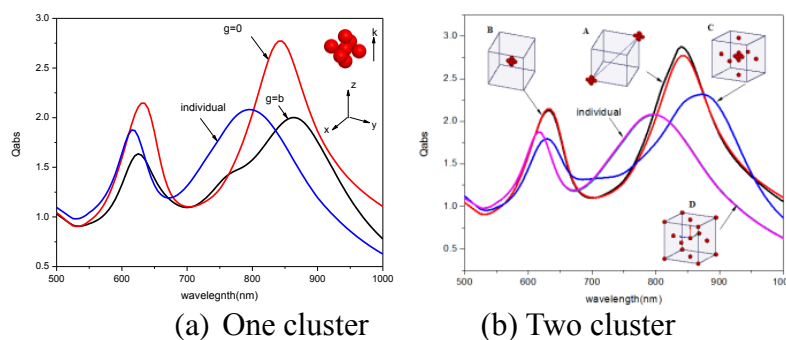 g=0
k
individual
g=b
z
x
y
Qabs
3.0
2.5
2.0
1.5
1.0
0.5
500
600
700
800
900
1000
wavelegnth(nm)
(a) One cluster
B
A
C
individual
D
Qabs
3.0
2.5
2.0
1.5
1.0
0.5
500
600
700
800
900
100
wavelength(nm)
(b) Two cluster